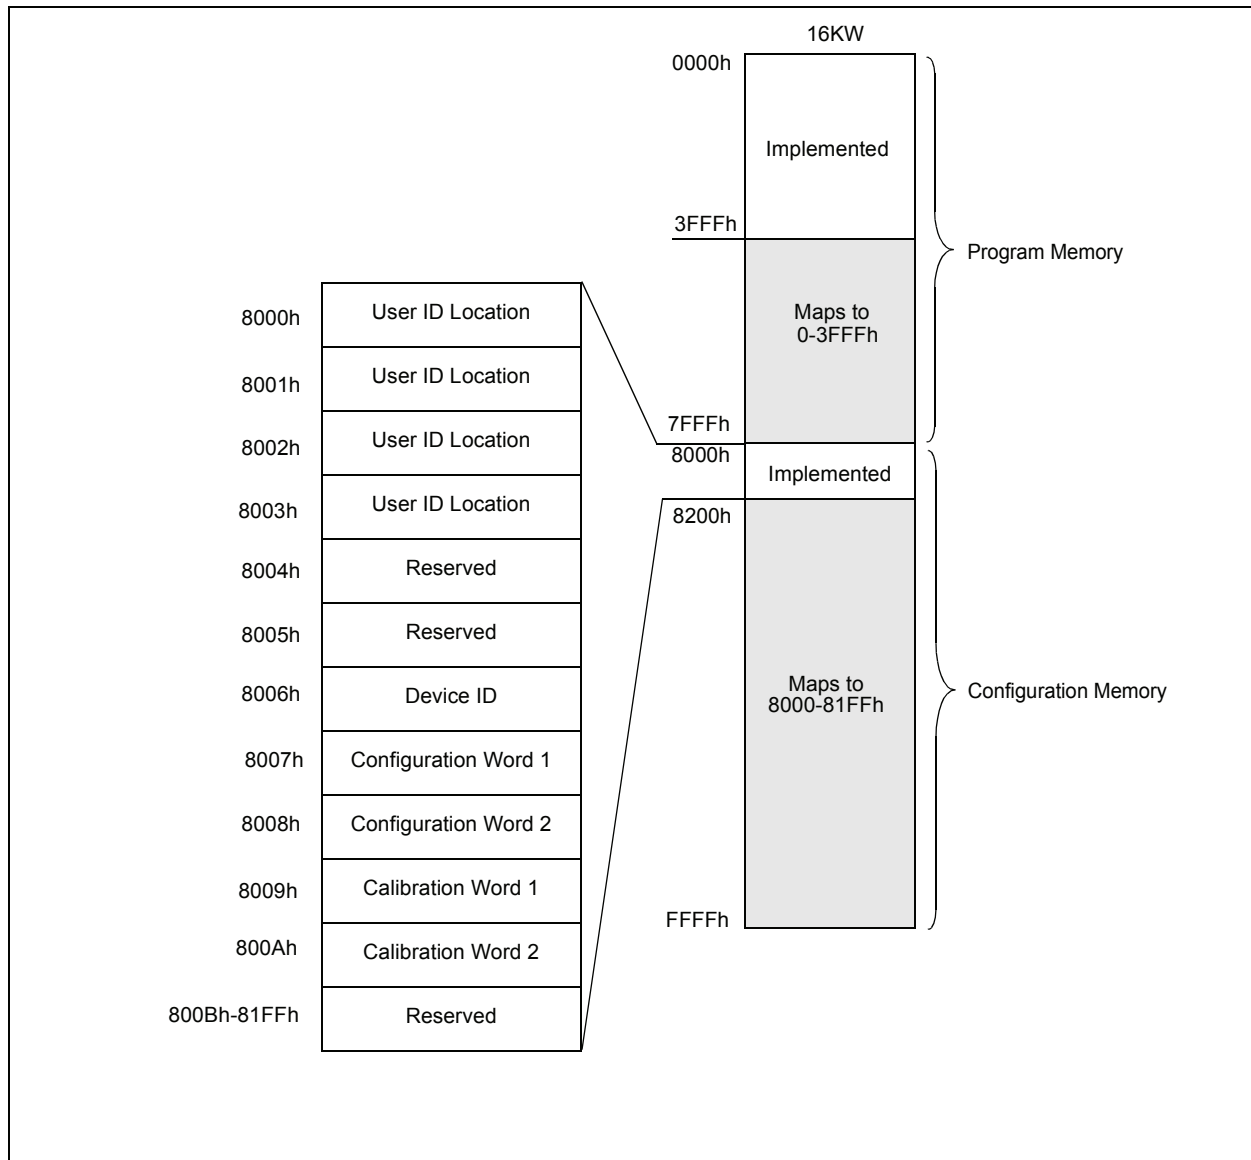 16KW
0000h
Implemented
3FFFh
Program Memory
Maps to
0-3FFFh
7FFFh
8000h
Implemented
8200h
Maps to
8000-81FFh
Configuration Memory
FFFFh
8000h User ID Location
8001h User ID Location
8002h User ID Location
8003h User ID Location
8004h Reserved
8005h Reserved
8006h Device ID
8007h Configuration Word 1
8008h Configuration Word 2
8009h Calibration Word 1
800Ah Calibration Word 2
800Bh-81FFh Reserved